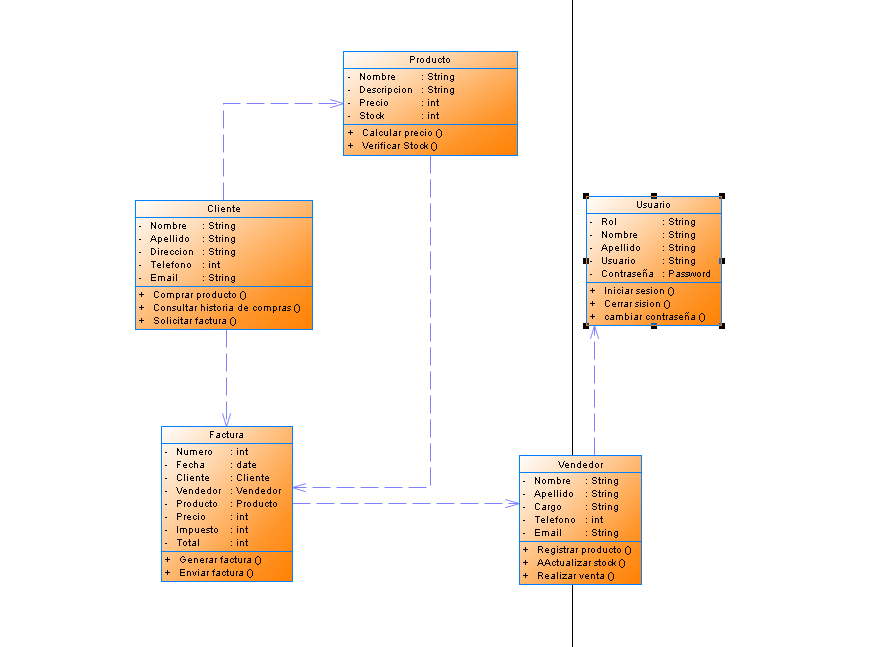 Producto
- Nombre : String
- Descripcion : String
- Precio : int
- Stock : int
+ Calcular precio ()
+ Verificar Stock ()
Cliente
- Nombre : String
- Apellido : String
- Direccion : String
- Telefono : int
- Email : String
+ Comprar producto ()
+ Consultar historia de compras ()
+ Solicitar factura ()
Usuario
- Rol : String
- Nombre : String
- Apellido : String
- Usuario : String
- Contraseña : Password
+ Iniciar sesion ()
+ Cerrar sision ()
+ cambiar contraseña ()
Factura
- Numero : int
- Fecha : date
- Cliente : Cliente
- Vendedor : Vendedor
- Producto : Producto
- Precio : int
- Impuesto : int
- Total : int
+ Generar factura ()
+ Enviar factura ()
Vendedor
- Nombre : String
- Apellido : String
- Cargo : String
- Telefono : int
- Email : String
+ Registrar producto ()
+ AActualizar stock ()
+ Realizar venta ()